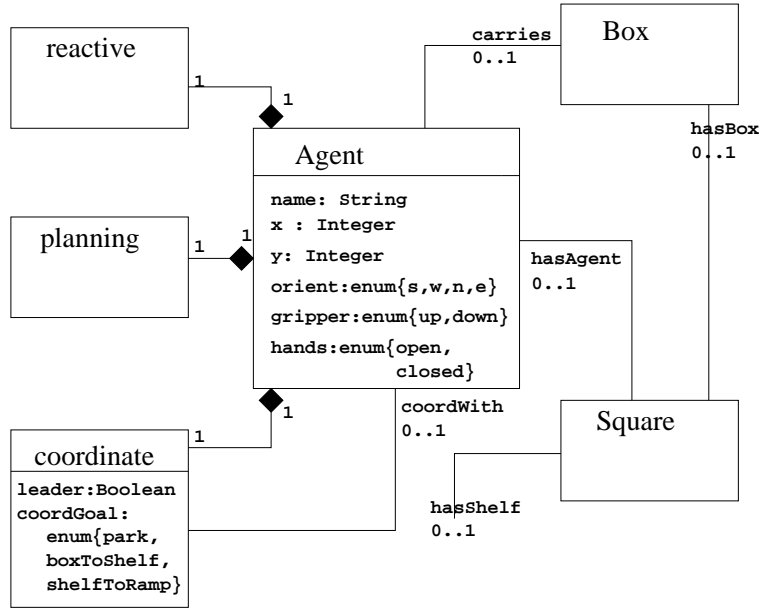 reactive
1
1
carries
0..1
Box
hasBox
0..1
Agent
name: String
x : Integer
y: Integer
orient:enum{s,w,n,e}
gripper:enum{up,down}
hands:enum{open,
closed}
planning
1
1
hasAgent
0..1
1
1
coordWith
0..1
Square
hasShelf
0..1
coordinate
leader:Boolean
coordGoal:
enum{park,
boxToShelf,
shelfToRamp}